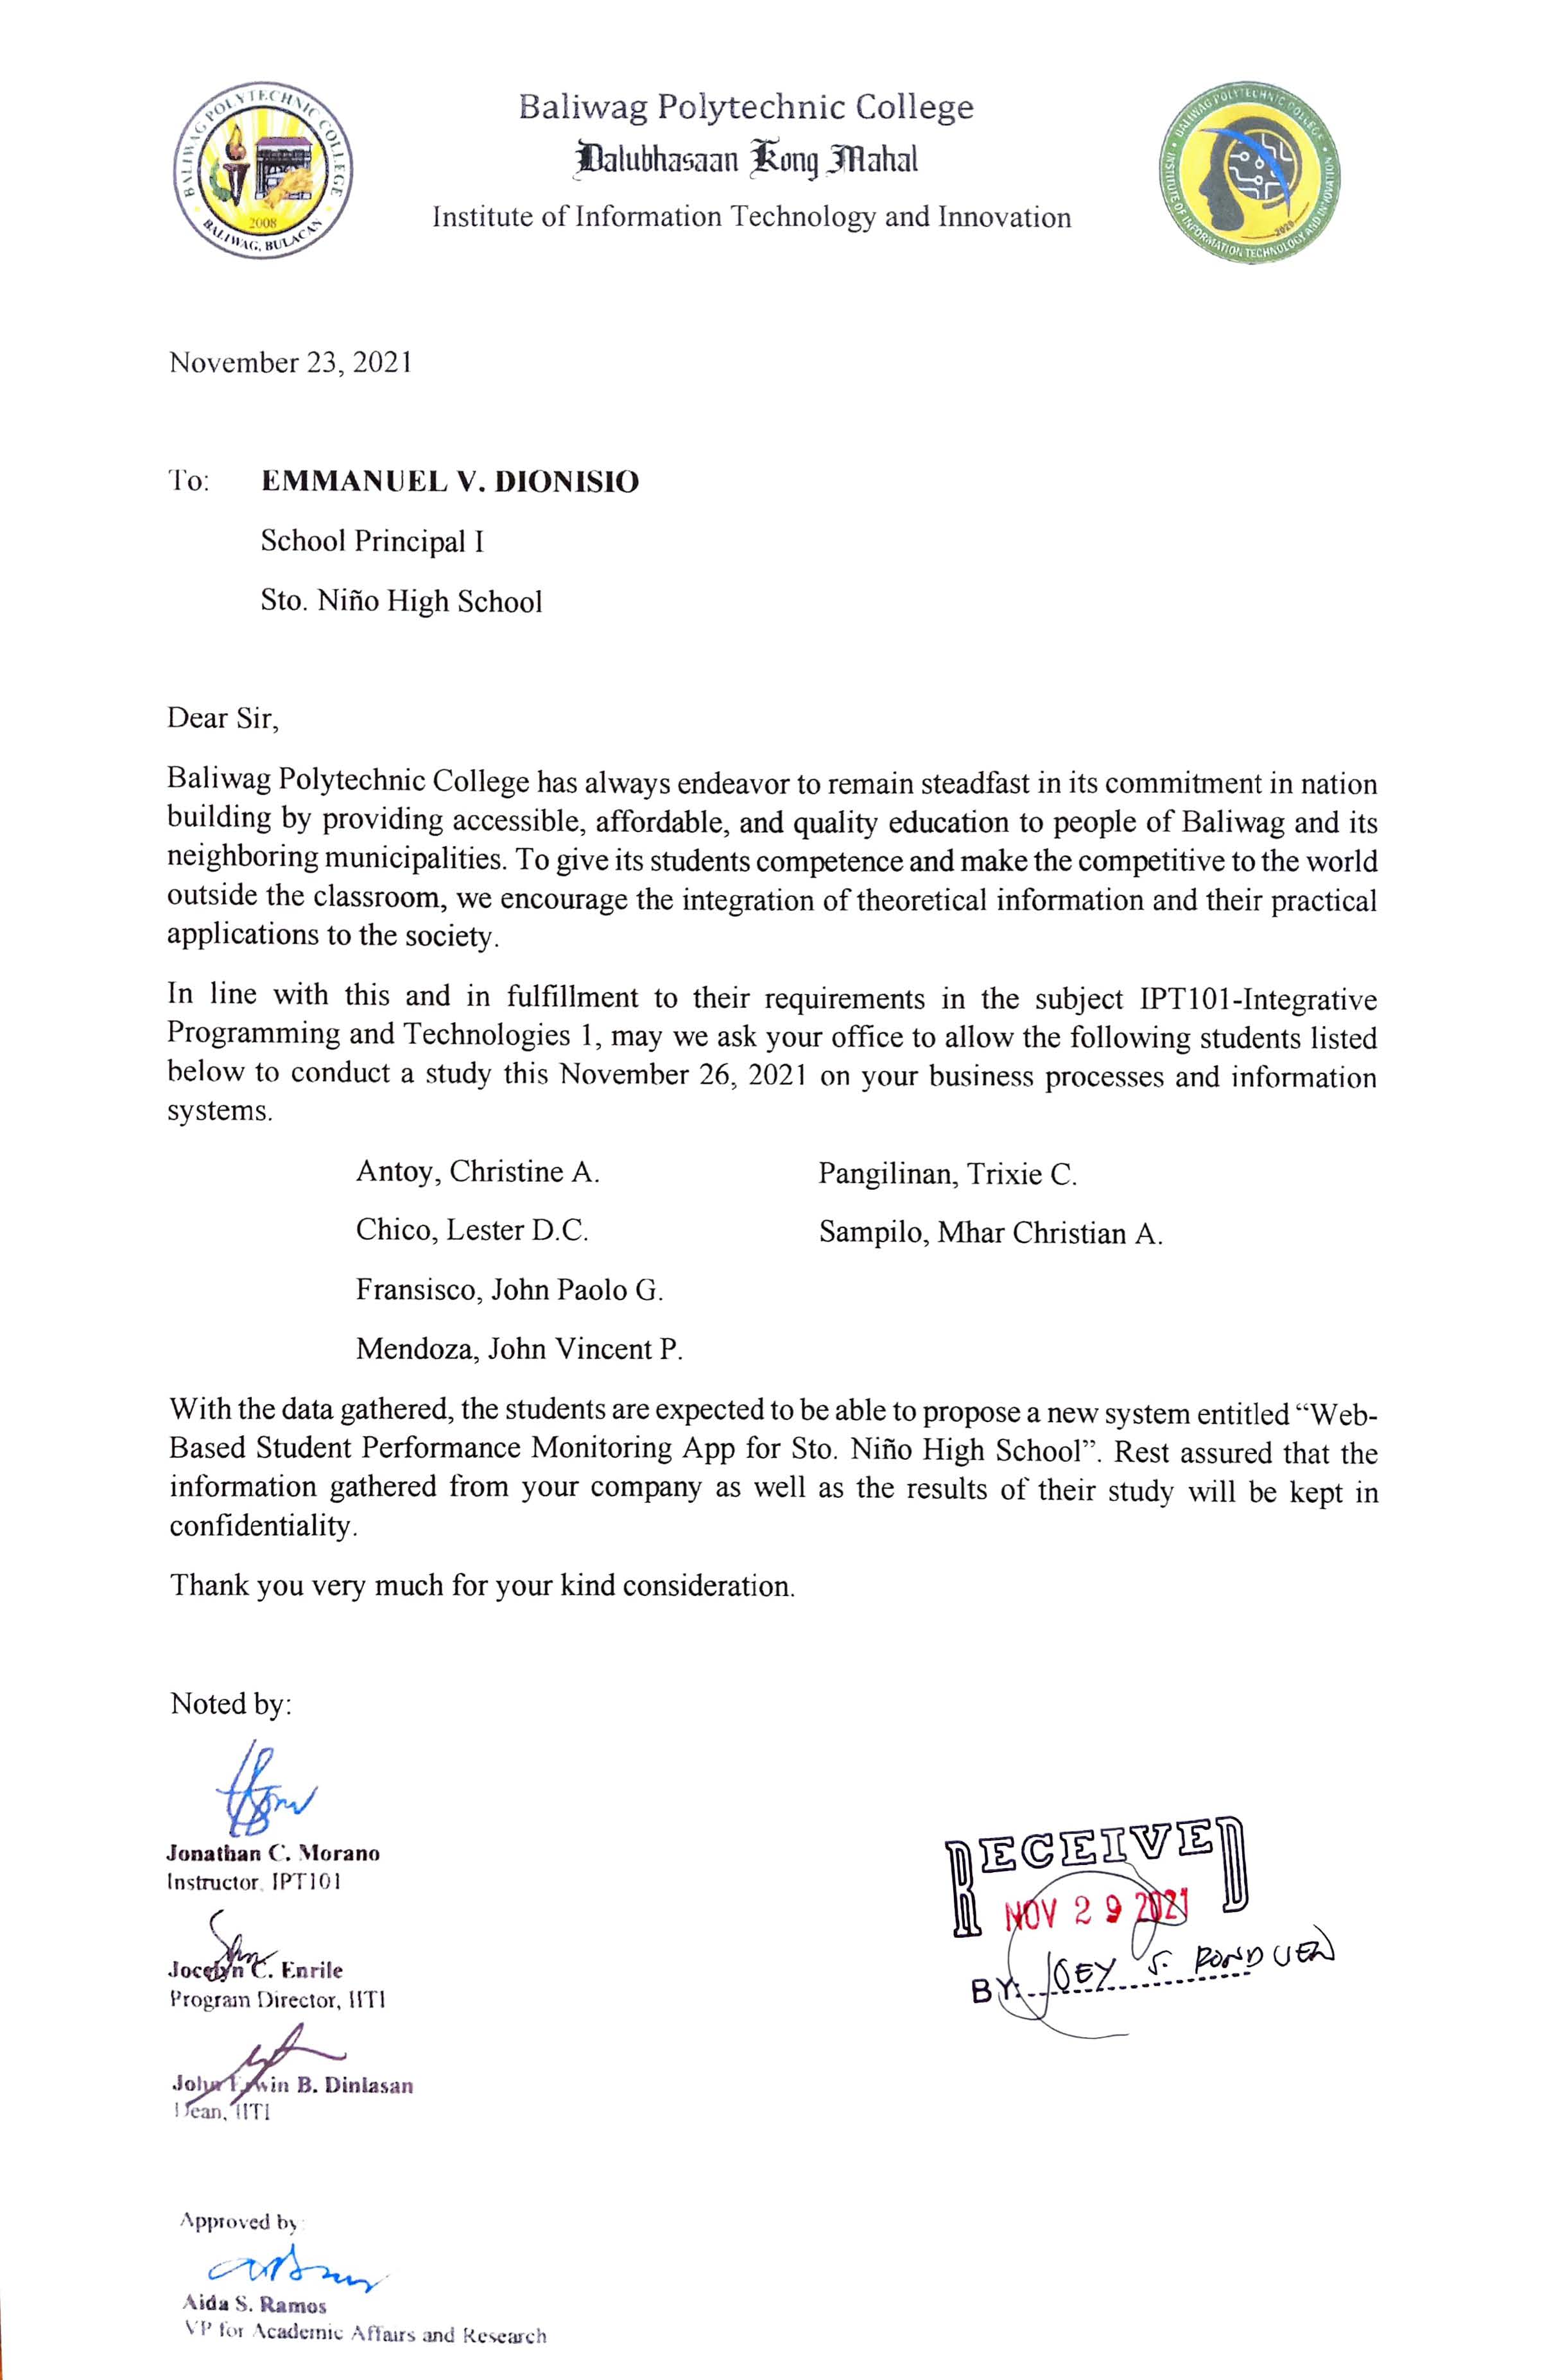 BALIWAG POLYTECHNIC COLLEGE
2008
BALIWAG, BULACAN
Baliwag Polytechnic College
Dalubhasaan Kong Mahal
Institute of Information Technology and Innovation
BALIWAG POLYTECHNIC COLLEGE
INSTITUTE OF INFORMATION TECHNOLOGY AND INNOVATION
November 23, 2021
To: EMMANUEL V. DIONISIO
School Principal I
Sto. Niño High School
Dear Sir,
Baliwag Polytechnic College has always endeavor to remain steadfast in its commitment in nation
building by providing accessible, affordable, and quality education to people of Baliwag and its
neighboring municipalities. To give its students competence and make the competitive to the world
outside the classroom, we encourage the integration of theoretical information and their practical
applications to the society.
In line with this and in fulfillment to their requirements in the subject IPT101-Integrative
Programming and Technologies 1, may we ask your office to allow the following students listed
below to conduct a study this November 26, 2021 on your business processes and information
systems.
Antoy, Christine A. Pangilinan, Trixie C.
Chico, Lester D.C. Sampilo, Mhar Christian A.
Fransisco, John Paolo G.
Mendoza, John Vincent P.
With the data gathered, the students are expected to be able to propose a new system entitled “Web-
Based Student Performance Monitoring App for Sto. Niño High School”. Rest assured that the
information gathered from your company as well as the results of their study will be kept in
confidentiality.
Thank you very much for your kind consideration.
Noted by:
Jonathan C. Morano
Instructor, IPT101
Jocelyn C. Enrile
Program Director, IITI
John B. Dinlasan
Dean, IITI
RECEIVED
NOV 29 2021
BY: JOEY S.
Approved by
Aida S. Ramos
VP for Academic Affairs and Research